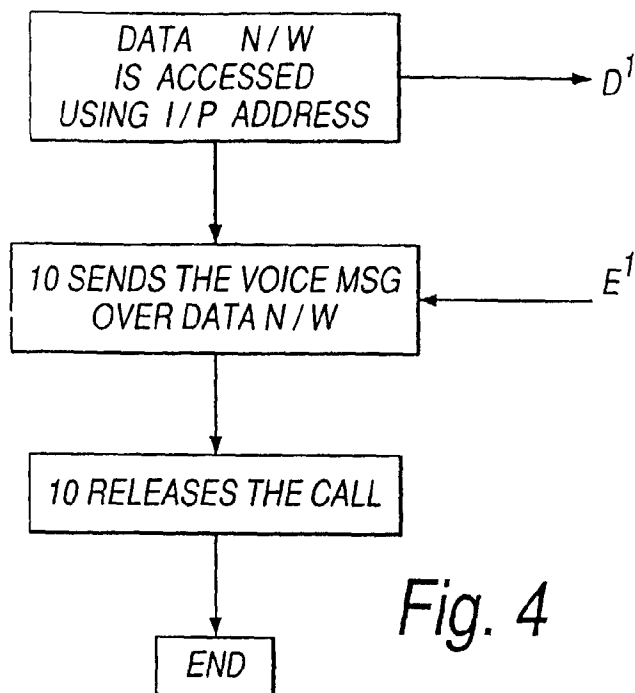 DATA N/W
IS ACCESSED
USING I/P ADDRESS
D¹
10 SENDS THE VOICE MSG
OVER DATA N/W
E¹
10 RELEASES THE CALL
END
Fig. 4